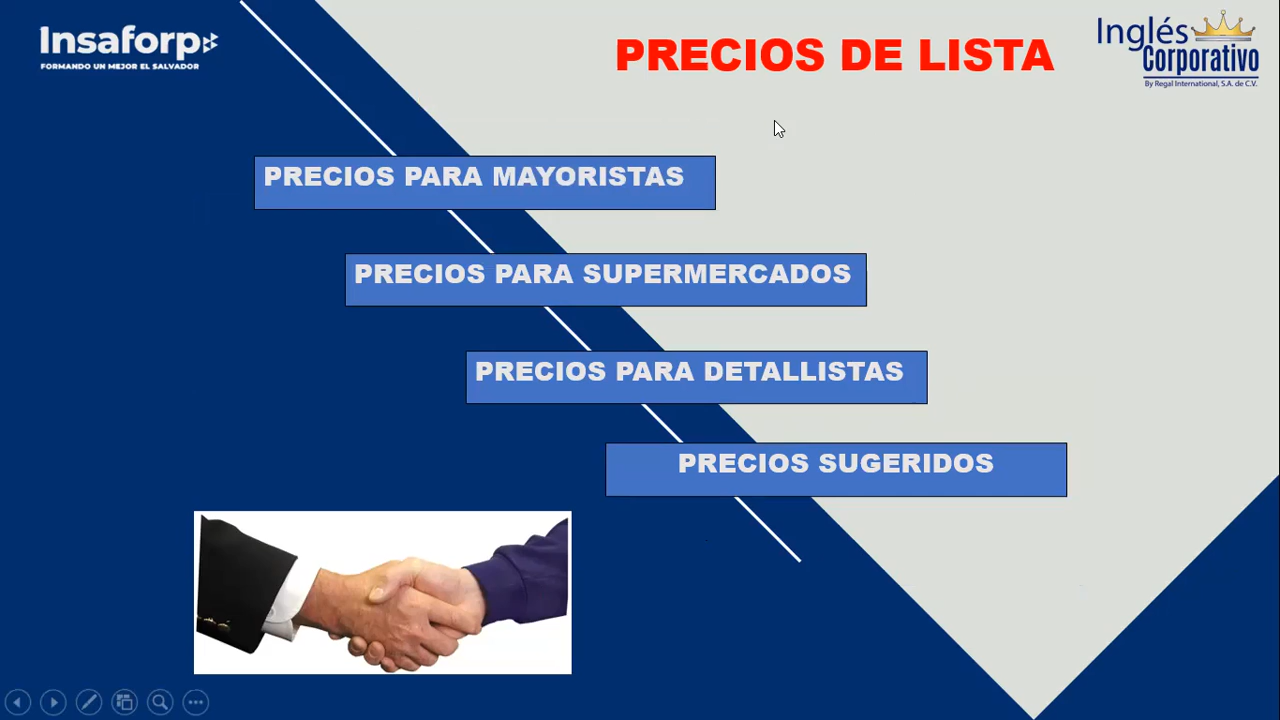 Insaforp
FORMANDO UN MEJOR EL SALVADOR
PRECIOS DE LISTA
Inglés
Corporativo
By Regal International, S.A. de C.V.
PRECIOS PARA MAYORISTAS
PRECIOS PARA SUPERMERCADOS
PRECIOS PARA DETALLISTAS
PRECIOS SUGERIDOS